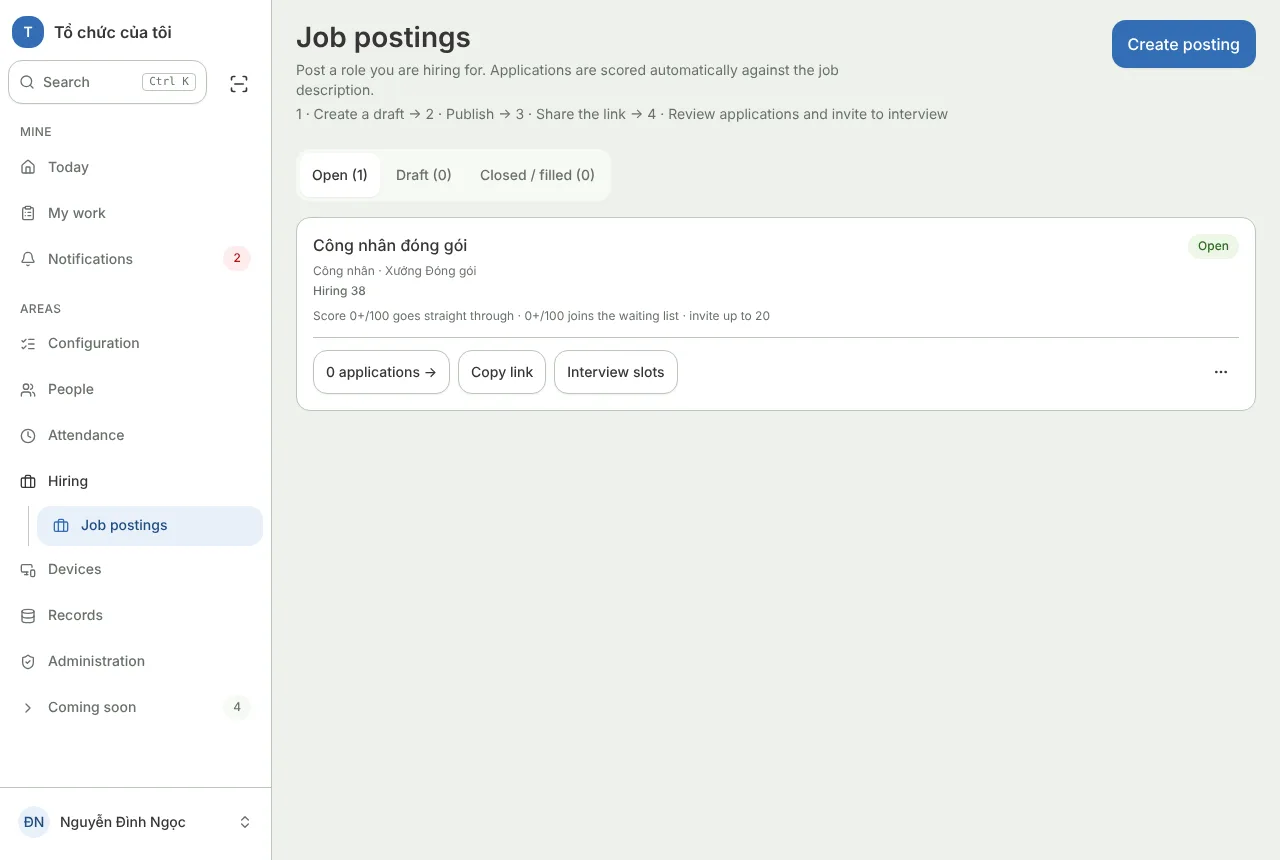 T Tổ chức của tôi
Search Ctrl K
MINE
Today
My work
Notifications 2
AREAS
Configuration
People
Attendance
Hiring
Job postings
Devices
Records
Administration
Coming soon 4
ĐN Nguyễn Đình Ngọc
Job postings
Create posting
Post a role you are hiring for. Applications are scored automatically against the job
description.
1 · Create a draft → 2 · Publish → 3 · Share the link → 4 · Review applications and invite to interview
Open (1) Draft (0) Closed / filled (0)
Công nhân đóng gói Open
Công nhân · Xưởng Đóng gói
Hiring 38
Score 0+/100 goes straight through · 0+/100 joins the waiting list · invite up to 20
0 applications → Copy link Interview slots